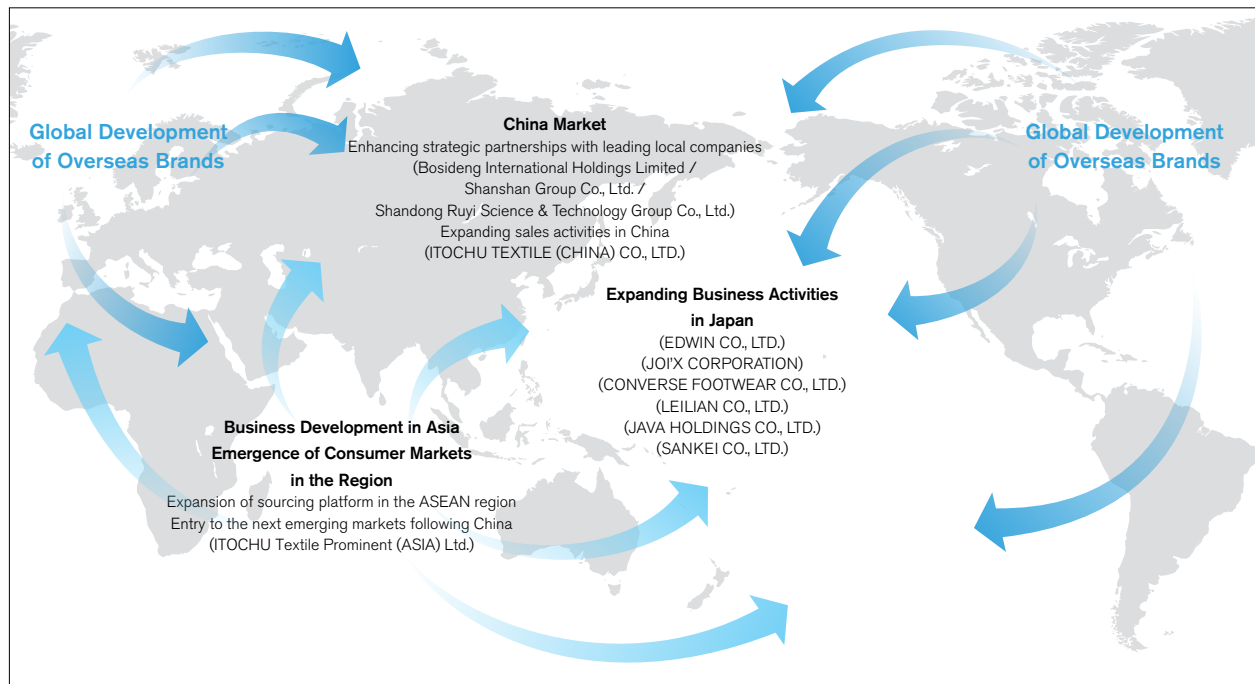 Global Development
of Overseas Brands
China Market
Enhancing strategic partnerships with leading local companies
(Bosideng International Holdings Limited /
Shanshan Group Co., Ltd. /
Shandong Ruyi Science & Technology Group Co., Ltd.)
Expanding sales activities in China
(ITOCHU TEXTILE (CHINA) CO., LTD.)
Global Development
of Overseas Brands
Expanding Business Activities
in Japan
(EDWIN CO., LTD.)
(JOI'X CORPORATION)
(CONVERSE FOOTWEAR CO., LTD.)
(LEILIAN CO., LTD.)
(JAVA HOLDINGS CO., LTD.)
(SANKEI CO., LTD.)
Business Development in Asia
Emergence of Consumer Markets
in the Region
Expansion of sourcing platform in the ASEAN region
Entry to the next emerging markets following China
(ITOCHU Textile Prominent (ASIA) Ltd.)